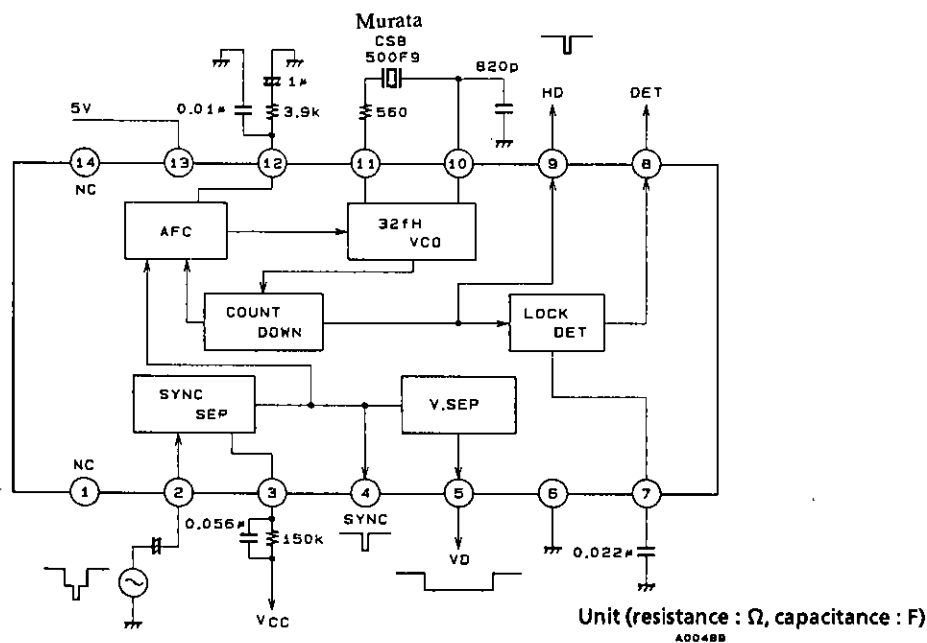 Murata
CSB
500F9
1μ
820p
0.01μ
3.9k
560
HD
DET
5V
14
13
12
11
10
9
8
NC
AFC
32fH
VCO
COUNT
DOWN
LOCK
DET
SYNC
SEP
V.SEP
NC
1
2
3
4
5
6
7
SYNC
0.056μ
150k
VD
0.022μ
VCC
Unit (resistance : Ω, capacitance : F)
A00488